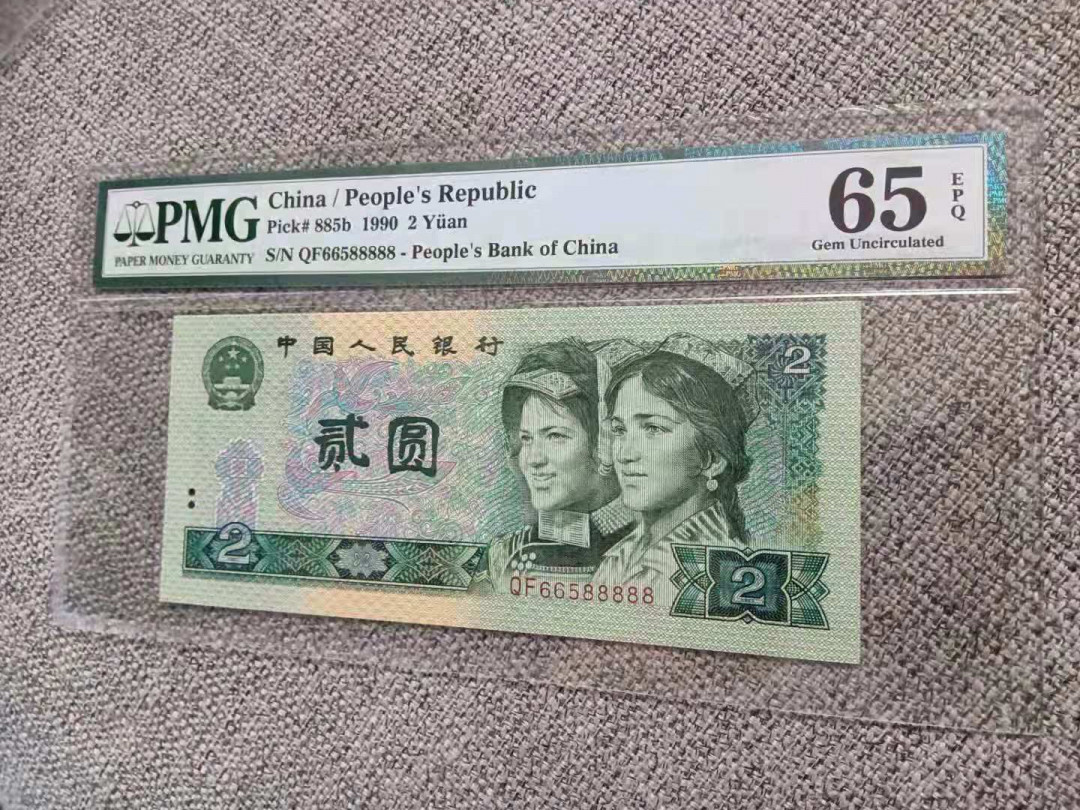 PMG
PAPER MONEY GUARANTY
China / People's Republic
Pick# 885b 1990 2 Yüan
S/N QF66588888 - People's Bank of China
65
EPQ
Gem Uncirculated
中国人民银行
2
贰圆
2
QF66588888
2